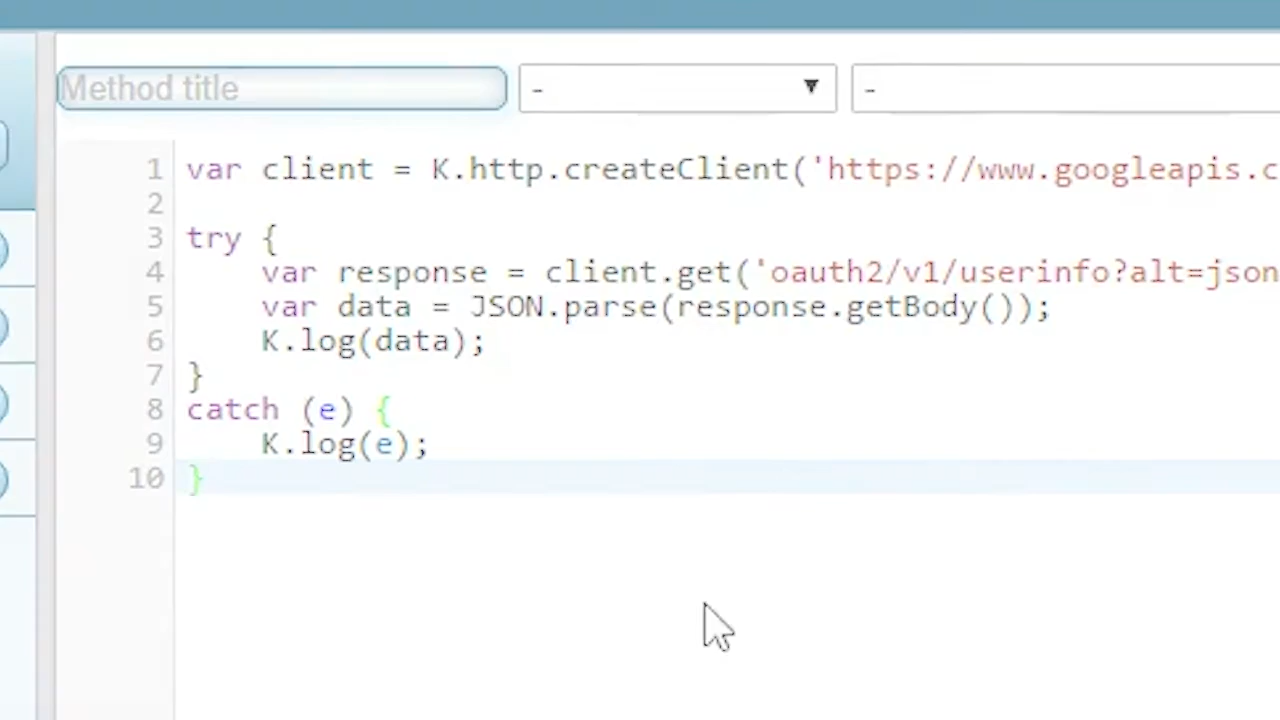 Method title
-
-
1 var client = K.http.createClient('https://www.googleapis.c
2
3 try {
4     var response = client.get('oauth2/v1/userinfo?alt=json
5     var data = JSON.parse(response.getBody());
6     K.log(data);
7 }
8 catch (e) {
9     K.log(e);
10 }